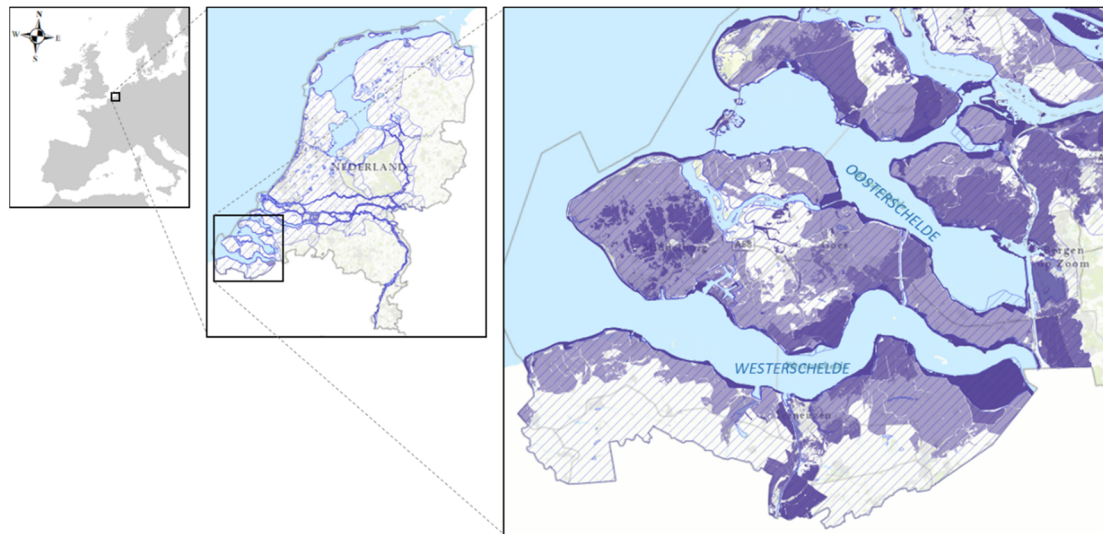 N
W E
S
NEDERLAND
OOSTERSCHELDE
Goes
Bergen
op Zoom
WESTERSCHELDE